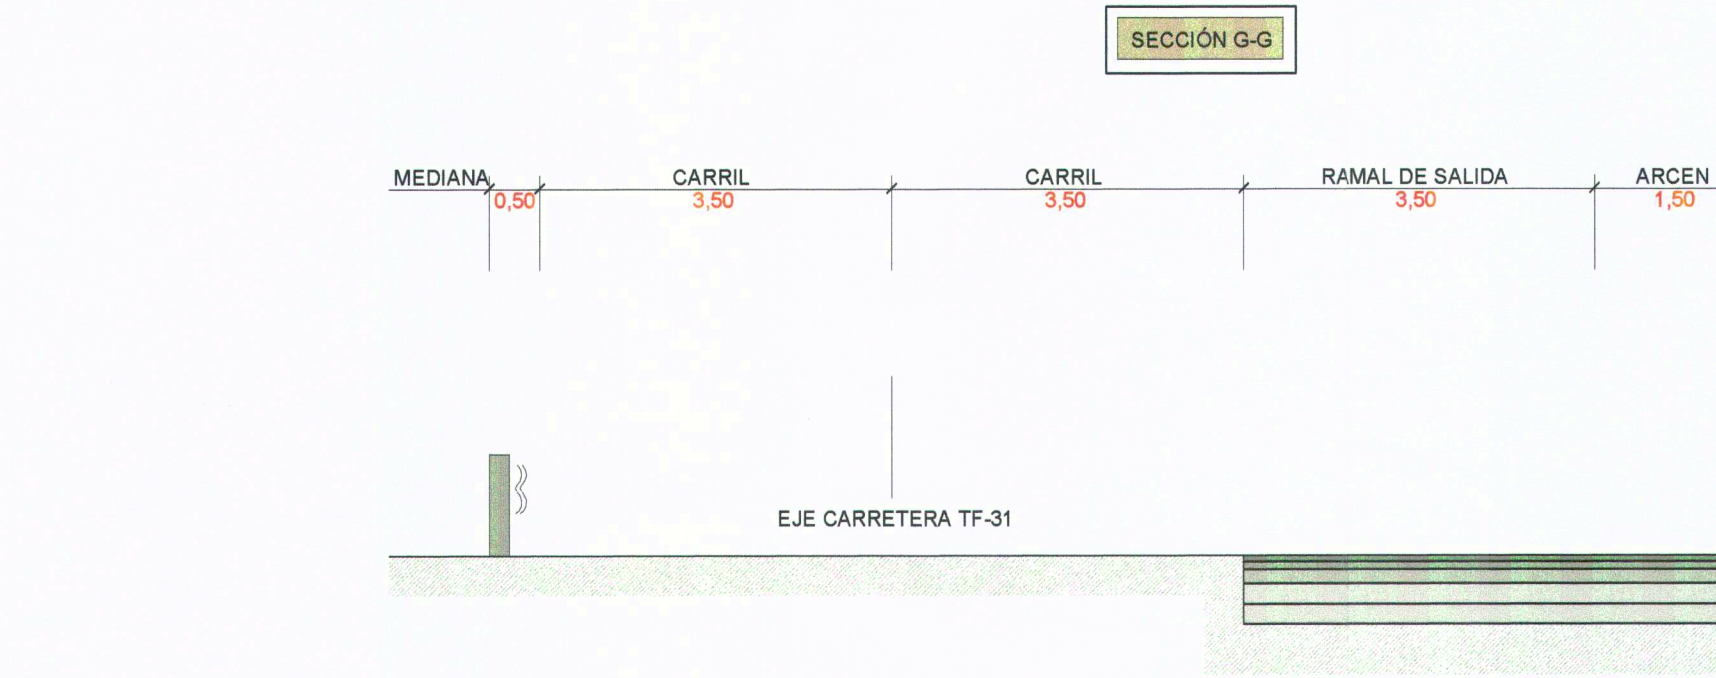 SECCIÓN G-G
MEDIANA CARRIL CARRIL RAMAL DE SALIDA ARCEN
0,50 3,50 3,50 3,50 1,50
EJE CARRETERA TF-31